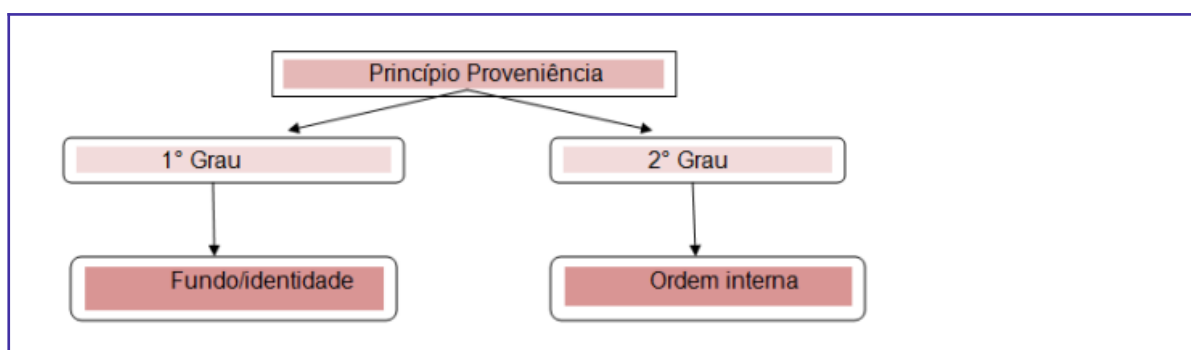 Princípio Proveniência
1° Grau
2° Grau
Fundo/identidade
Ordem interna